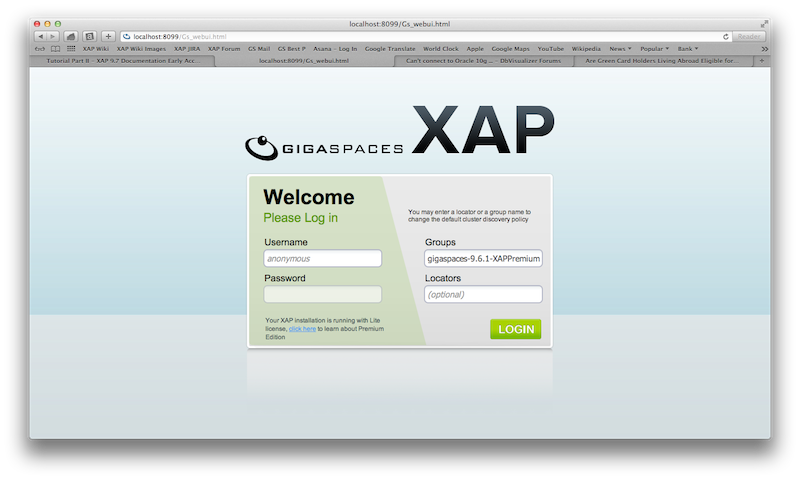 localhost:8099/Gs_webui.html
localhost:8099/Gs_webui.html
Reader
XAP Wiki XAP Wiki Images XAP JIRA XAP Forum GS Mail GS Best P Asana – Log In Google Translate World Clock Apple Google Maps YouTube Wikipedia News Popular Bank
Tutorial Part II – XAP 9.7 Documentation Early Acc... localhost:8099/Gs_webui.html Can't connect to Oracle 10g ... – DbVisualizer Forums Are Green Card Holders Living Abroad Eligible for...
GIGASPACES XAP
Welcome
Please Log in
You may enter a locator or a group name to
change the default cluster discovery policy
Username
anonymous
Password
Groups
gigaspaces-9.6.1-XAPPremium
Locators
(optional)
Your XAP installation is running with Lite
license, click here to learn about Premium
Edition
LOGIN